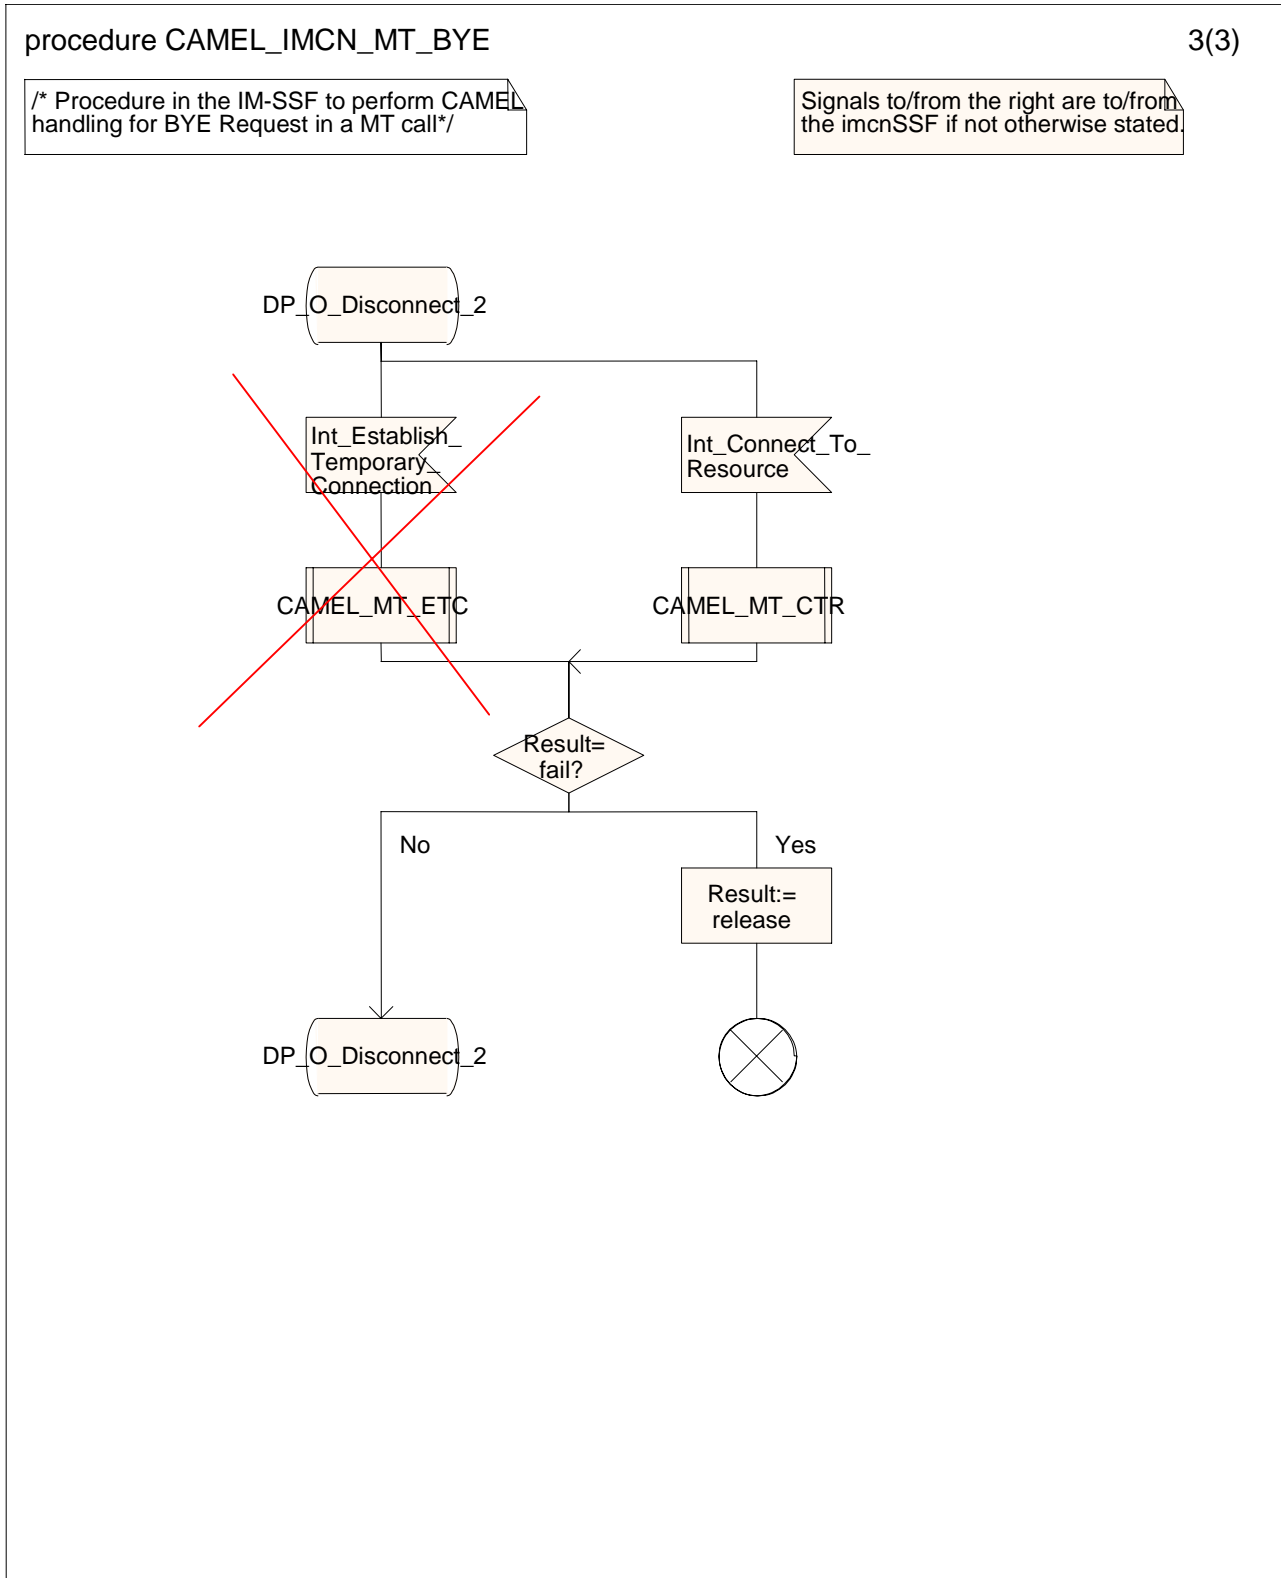 procedure CAMEL_IMCN_MT_BYE
3(3)
/* Procedure in the IM-SSF to perform CAMEL
handling for BYE Request in a MT call*/
Signals to/from the right are to/from
the imcnSSF if not otherwise stated.
DP_O_Disconnect_2
Int_Establish_
Temporary_
Connection
Int_Connect_To_
Resource
CAMEL_MT_ETC
CAMEL_MT_CTR
Result=
fail?
No
Yes
Result:=
release
DP_O_Disconnect_2